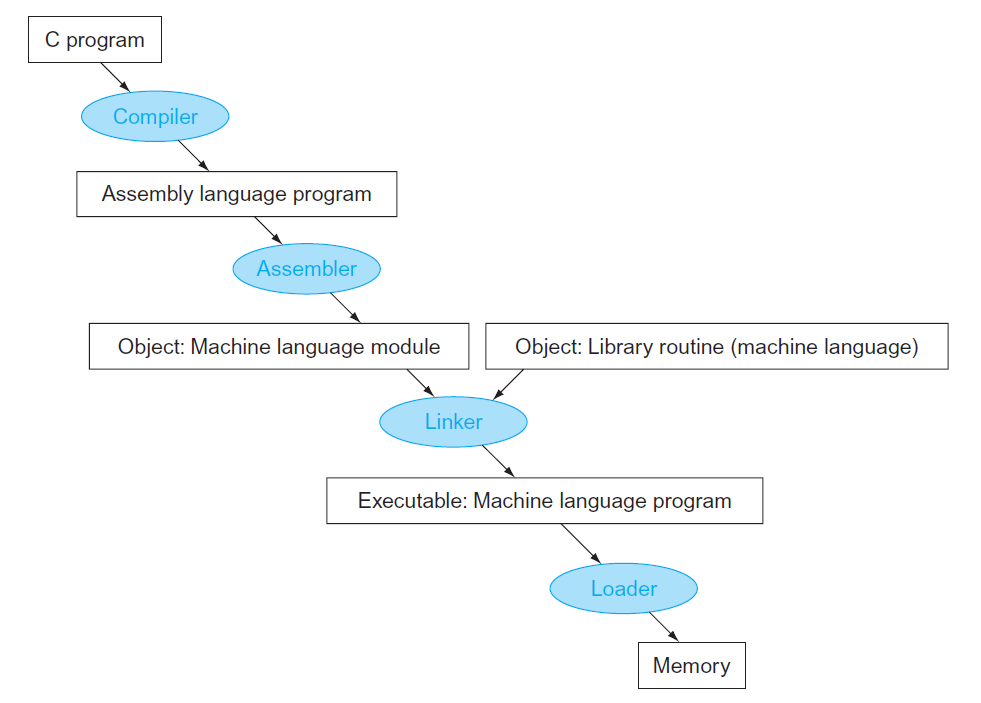 C program
Compiler
Assembly language program
Assembler
Object: Machine language module
Object: Library routine (machine language)
Linker
Executable: Machine language program
Loader
Memory